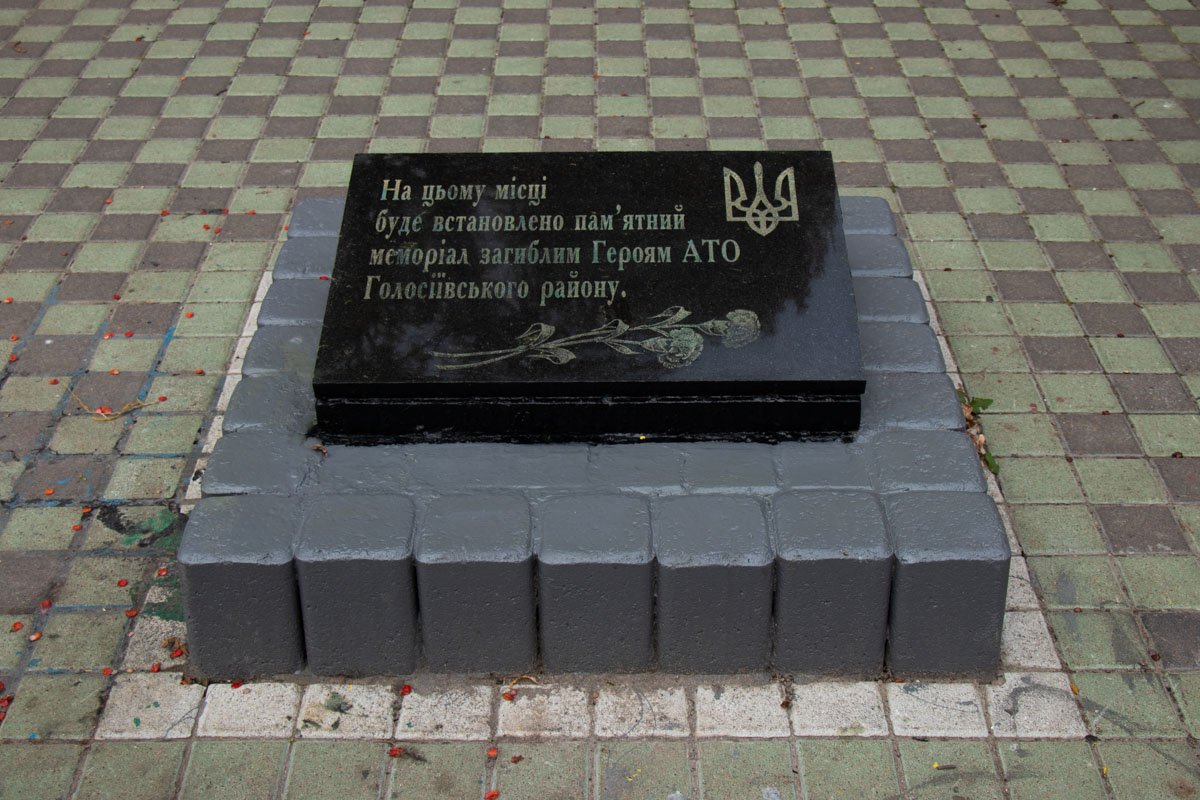 На цьому місці
буде встановлено пам'ятний
меморіал загиблим Героям АТО
Голосіївського району.